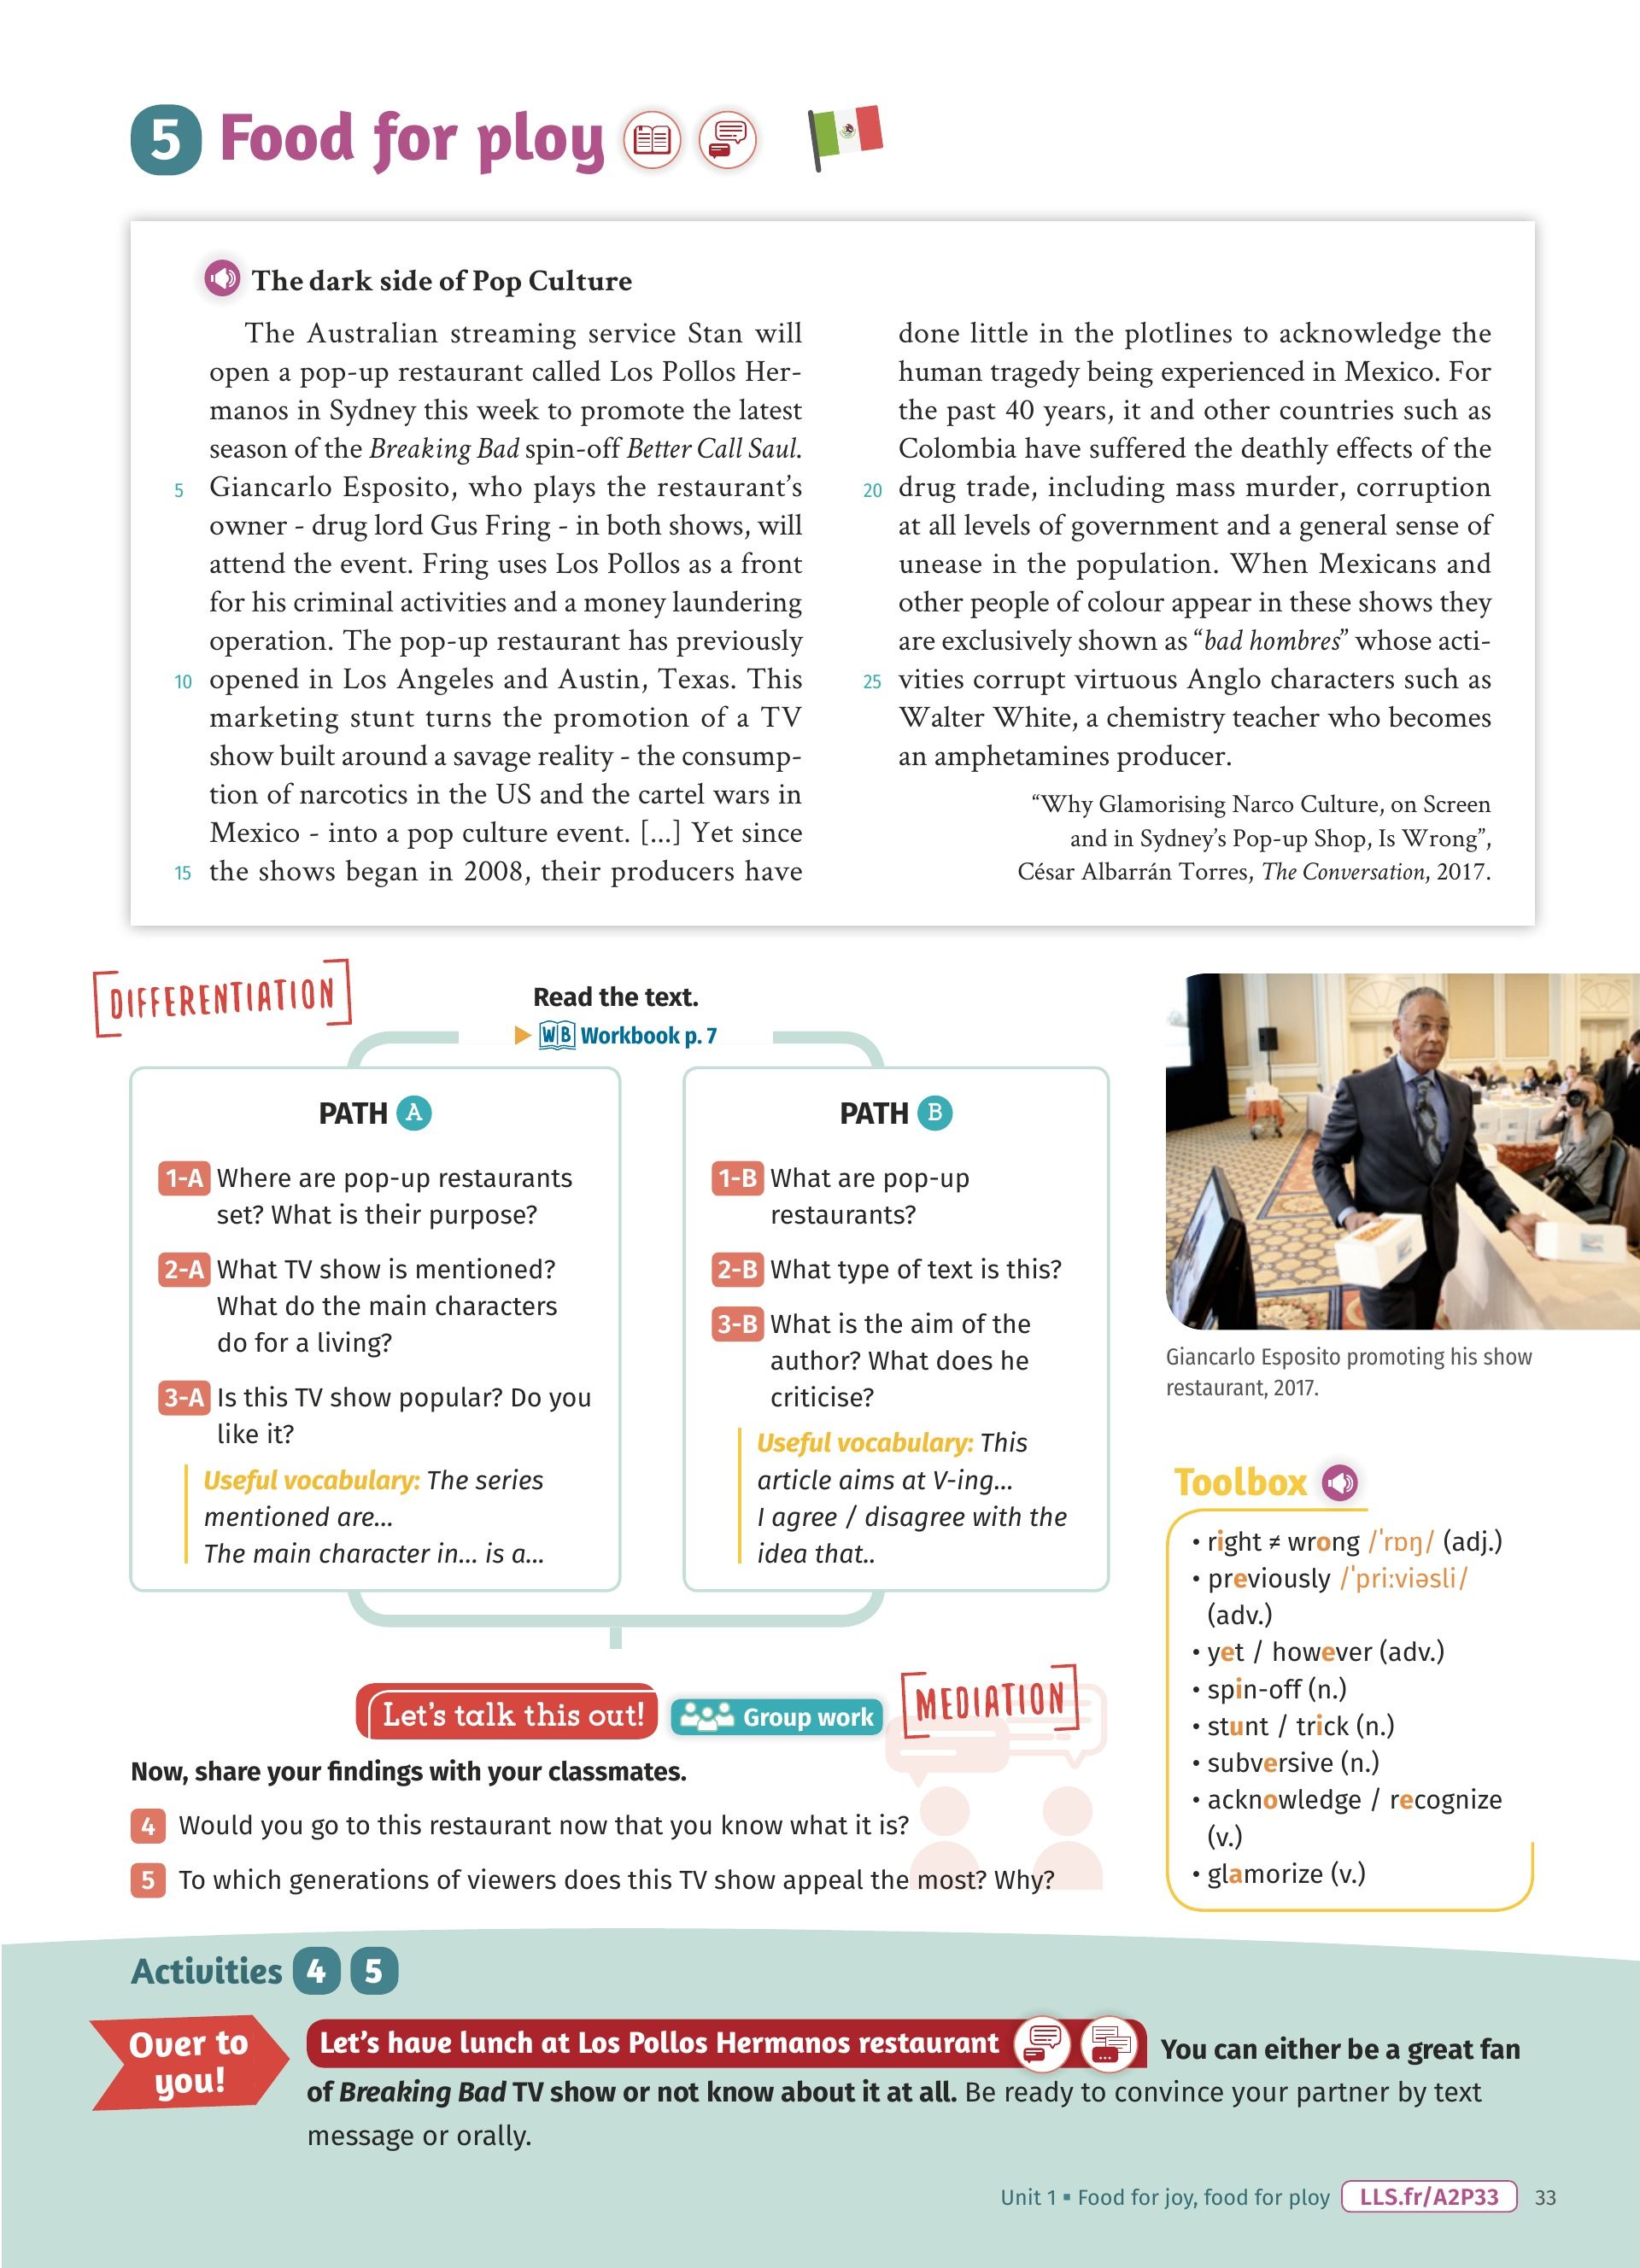 5 Food for ploy
The dark side of Pop Culture
The Australian streaming service Stan will
open a pop-up restaurant called Los Pollos Her-
manos in Sydney this week to promote the latest
season of the Breaking Bad spin-off Better Call Saul.
5 Giancarlo Esposito, who plays the restaurant's
owner - drug lord Gus Fring - in both shows, will
attend the event. Fring uses Los Pollos as a front
for his criminal activities and a money laundering
operation. The pop-up restaurant has previously
10 opened in Los Angeles and Austin, Texas. This
marketing stunt turns the promotion of a TV
show built around a savage reality - the consump-
tion of narcotics in the US and the cartel wars in
Mexico - into a pop culture event. [...] Yet since
15 the shows began in 2008, their producers have
done little in the plotlines to acknowledge the
human tragedy being experienced in Mexico. For
the past 40 years, it and other countries such as
Colombia have suffered the deathly effects of the
20 drug trade, including mass murder, corruption
at all levels of government and a general sense of
unease in the population. When Mexicans and
other people of colour appear in these shows they
are exclusively shown as "bad hombres" whose acti-
25 vities corrupt virtuous Anglo characters such as
Walter White, a chemistry teacher who becomes
an amphetamines producer.
"Why Glamorising Narco Culture, on Screen
and in Sydney's Pop-up Shop, Is Wrong",
César Albarrán Torres, The Conversation, 2017.
DIFFERENTIATION
Read the text.
WB Workbook p. 7
PATH A
1-A Where are pop-up restaurants
set? What is their purpose?
2-A What TV show is mentioned?
What do the main characters
do for a living?
3-A Is this TV show popular? Do you
like it?
Useful vocabulary: The series
mentioned are...
The main character in... is a...
PATH B
1-B What are pop-up
restaurants?
2-B What type of text is this?
3-B What is the aim of the
author? What does he
criticise?
Useful vocabulary: This
article aims at V-ing...
I agree / disagree with the
idea that..
Giancarlo Esposito promoting his show
restaurant, 2017.
Toolbox
• right ≠ wrong /ˈrɒŋ/ (adj.)
• previously /ˈpriːviəsli/
(adv.)
• yet / however (adv.)
• spin-off (n.)
• stunt / trick (n.)
• subversive (n.)
• acknowledge / recognize
(v.)
• glamorize (v.)
Let's talk this out! Group work MEDIATION
Now, share your findings with your classmates.
4 Would you go to this restaurant now that you know what it is?
5 To which generations of viewers does this TV show appeal the most? Why?
Activities 4 5
Over to
you!
Let's have lunch at Los Pollos Hermanos restaurant You can either be a great fan
of Breaking Bad TV show or not know about it at all. Be ready to convince your partner by text
message or orally.
Unit 1 ▪ Food for joy, food for ploy LLS.fr/A2P33 33